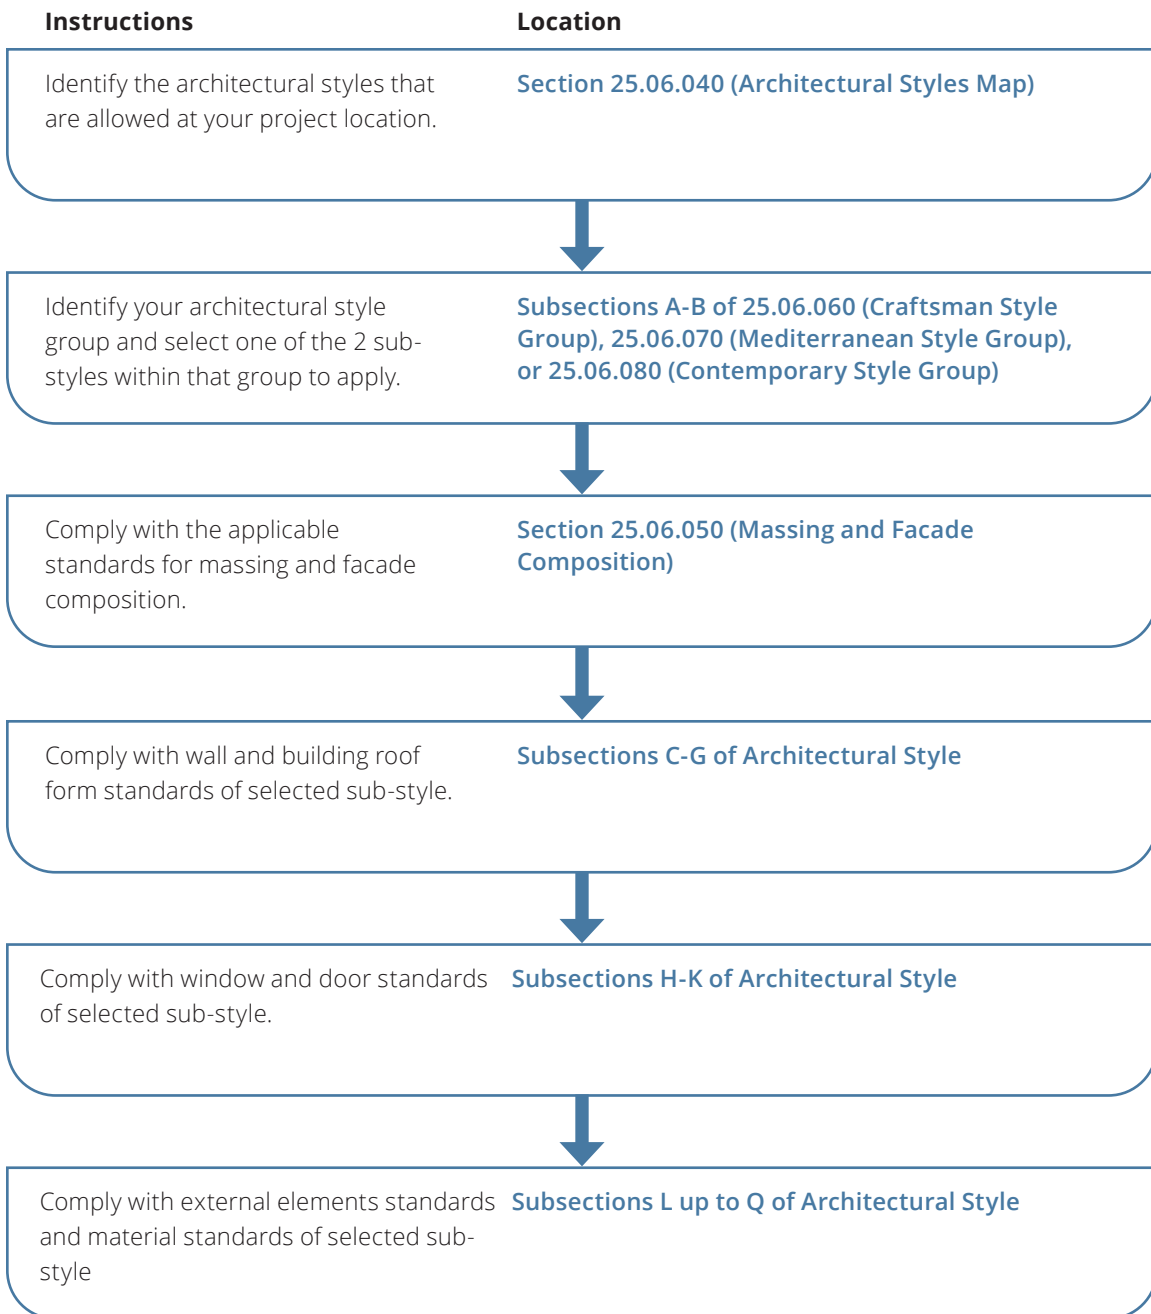 Instructions
Location
Identify the architectural styles that
are allowed at your project location.
Section 25.06.040 (Architectural Styles Map)
Identify your architectural style
group and select one of the 2 sub-
styles within that group to apply.
Subsections A-B of 25.06.060 (Craftsman Style
Group), 25.06.070 (Mediterranean Style Group),
or 25.06.080 (Contemporary Style Group)
Comply with the applicable
standards for massing and facade
composition.
Section 25.06.050 (Massing and Facade
Composition)
Comply with wall and building roof
form standards of selected sub-style.
Subsections C-G of Architectural Style
Comply with window and door standards
of selected sub-style.
Subsections H-K of Architectural Style
Comply with external elements standards
and material standards of selected sub-
style
Subsections L up to Q of Architectural Style